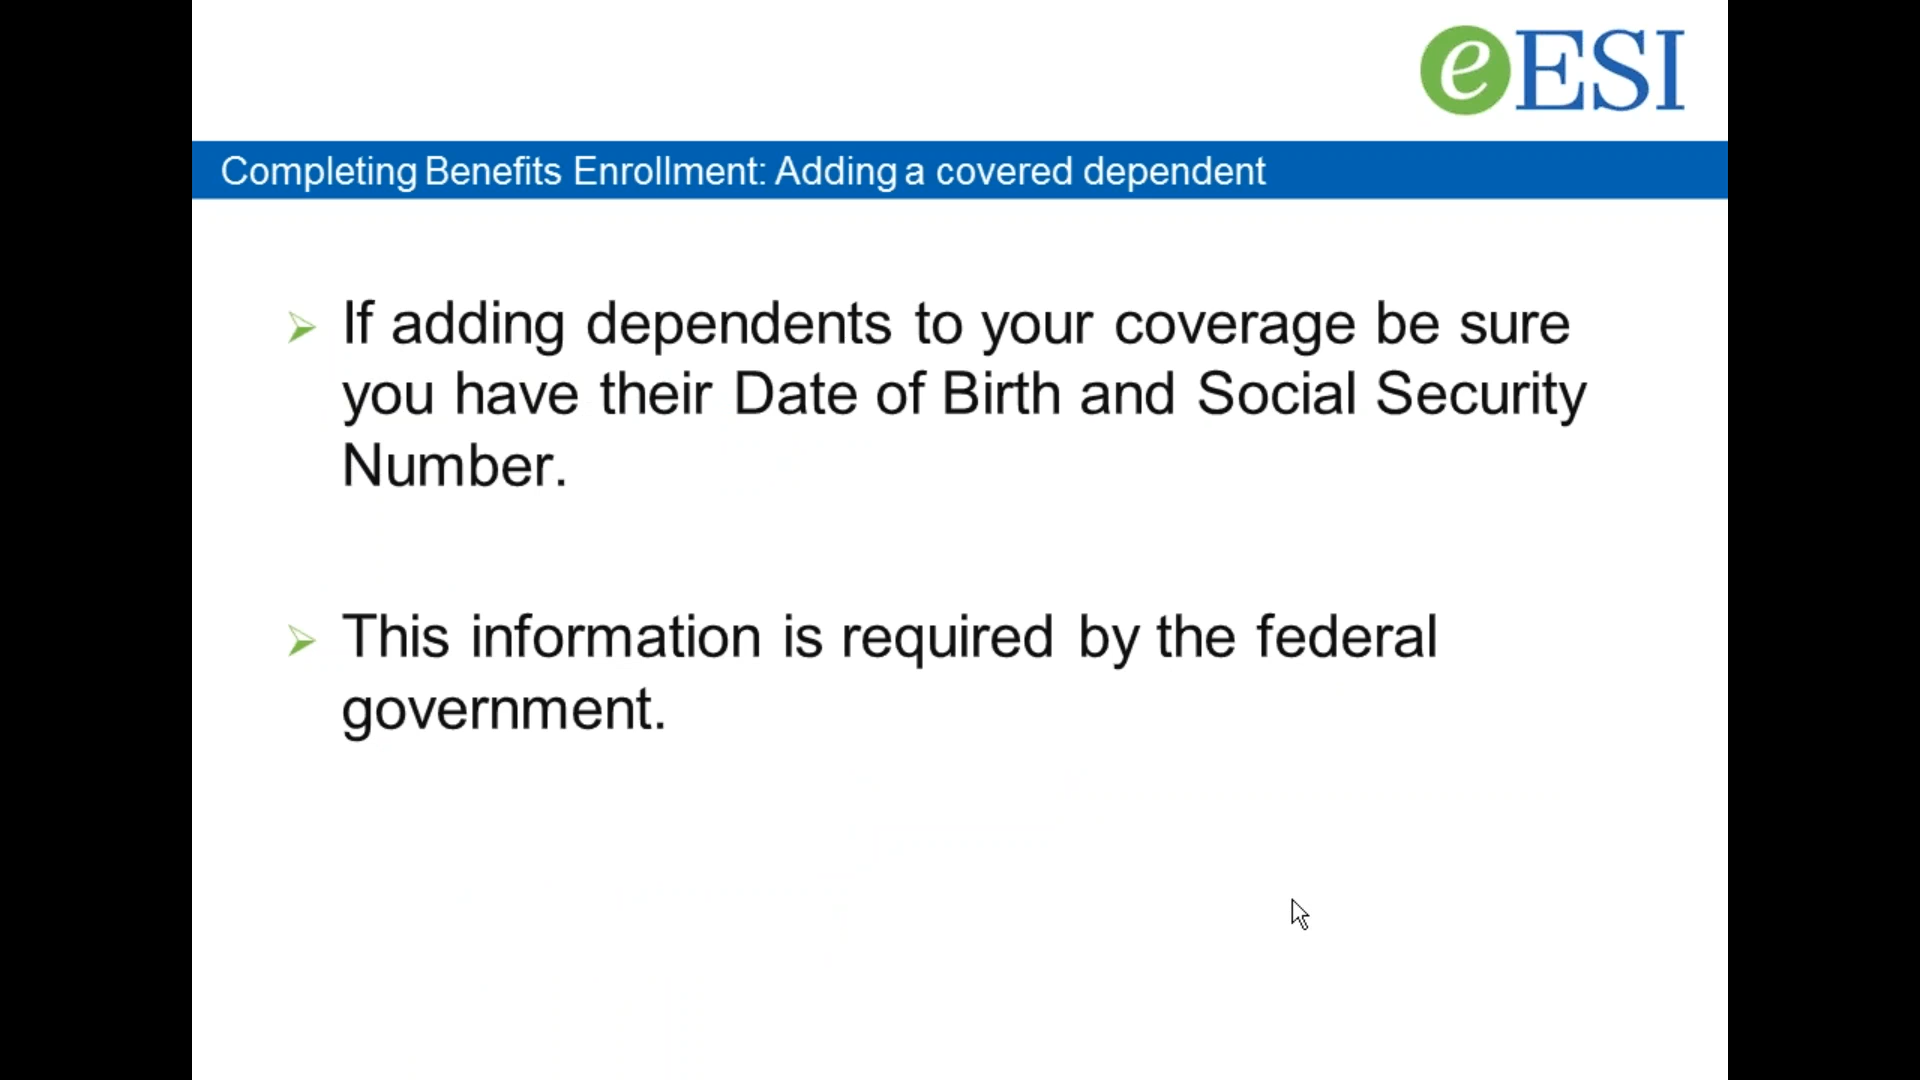 eESI
Completing Benefits Enrollment: Adding a covered dependent
If adding dependents to your coverage be sure
you have their Date of Birth and Social Security
Number.
This information is required by the federal
government.